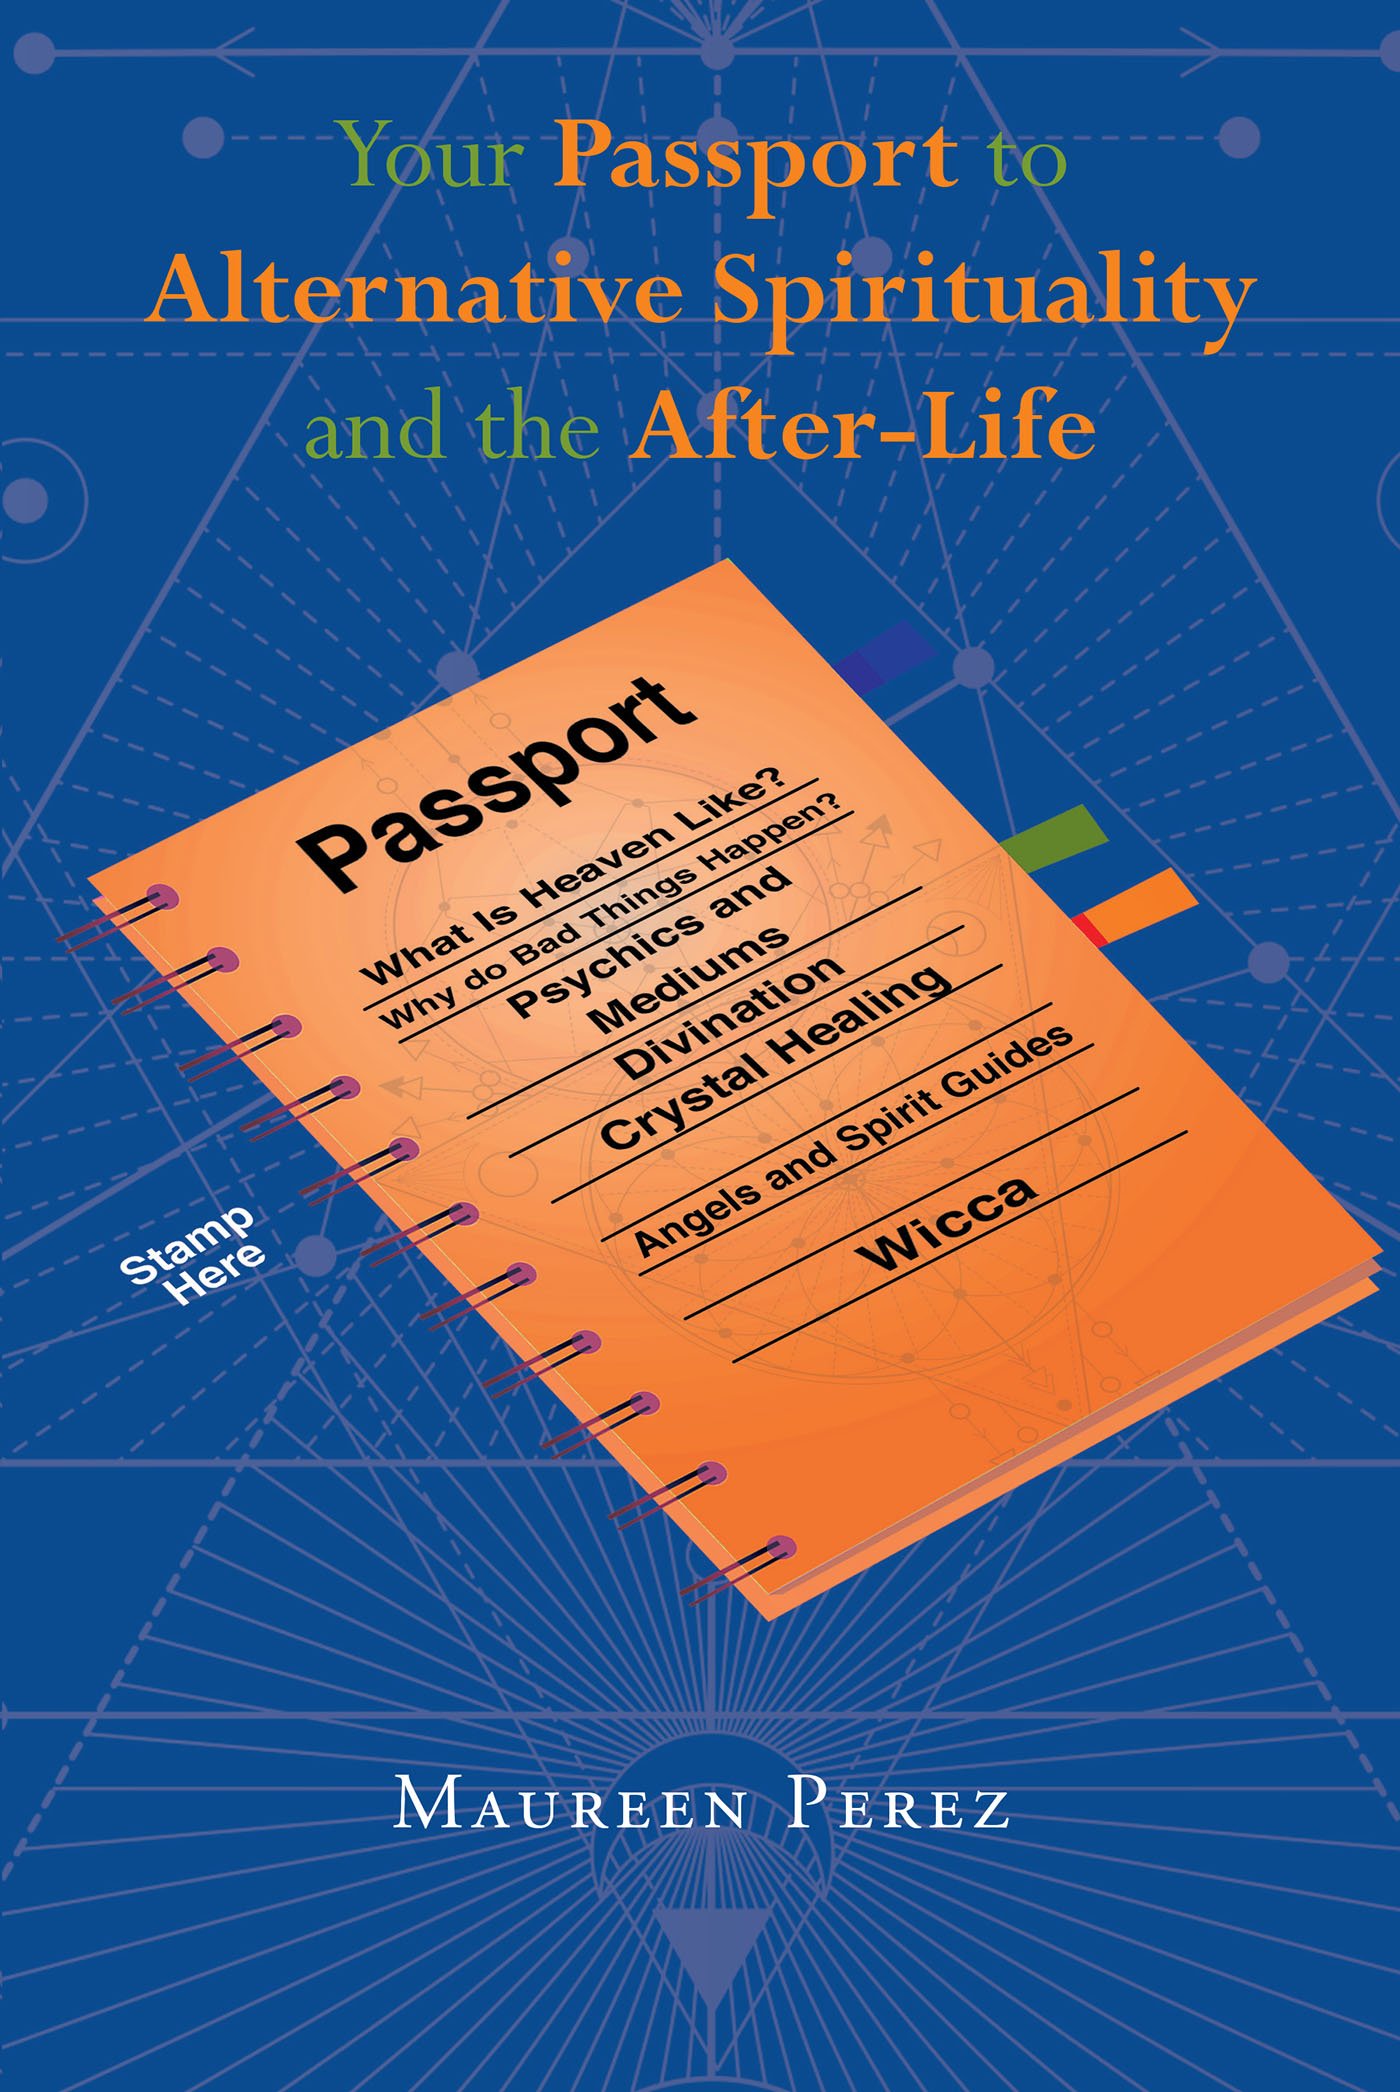 Your Passport to
Alternative Spirituality
and the After-Life
Passport
What Is Heaven Like?
Why do Bad Things Happen?
Psychics and
Mediums
Divination
Crystal Healing
Angels and Spirit Guides
Wicca
Stamp
Here
Maureen Perez